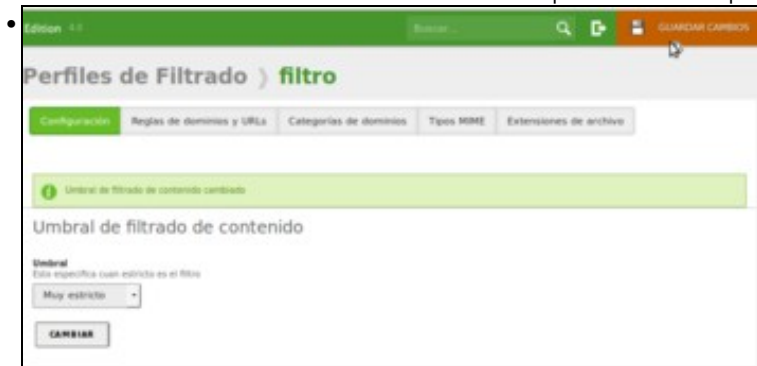 Edition 4.0
Buscar...
GUARDAR CAMBIOS
Perfiles de Filtrado filtro
Configuración Reglas de dominios y URLs Categorías de dominios Tipos MIME Extensiones de archivo
Umbral de filtrado de contenido cambiado
Umbral de filtrado de contenido
Umbral
Esto especifica cuan estricto es el filtro
Muy estricto
CAMBIAR